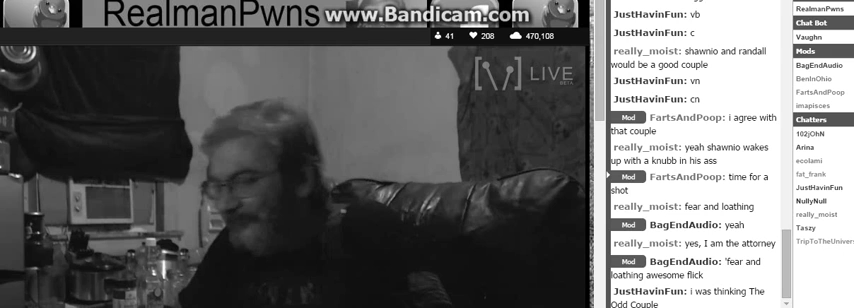 RealmanPwns
www.Bandicam.com
41 208 470,108
LIVE
BETA
JustHavinFun: vb
JustHavinFun: c
really_moist: shawnio and randall
would be a good couple
JustHavinFun: vn
JustHavinFun: cn
Mod FartsAndPoop: i agree with
that couple
really_moist: yeah shawnio wakes
up with a knubb in his ass
Mod FartsAndPoop: time for a
shot
really_moist: fear and loathing
Mod BagEndAudio: yeah
really_moist: yes, I am the attorney
Mod BagEndAudio: 'fear and
loathing awesome flick
JustHavinFun: i was thinking The
Odd Couple
RealmanPwns
Chat Bot
Vaughn
Mods
BagEndAudio
BenInOhio
FartsAndPoop
imapisces
Chatters
102jOhN
Arina
ecolami
fat_frank
JustHavinFun
NullyNull
really_moist
Taszy
TripToTheUniver